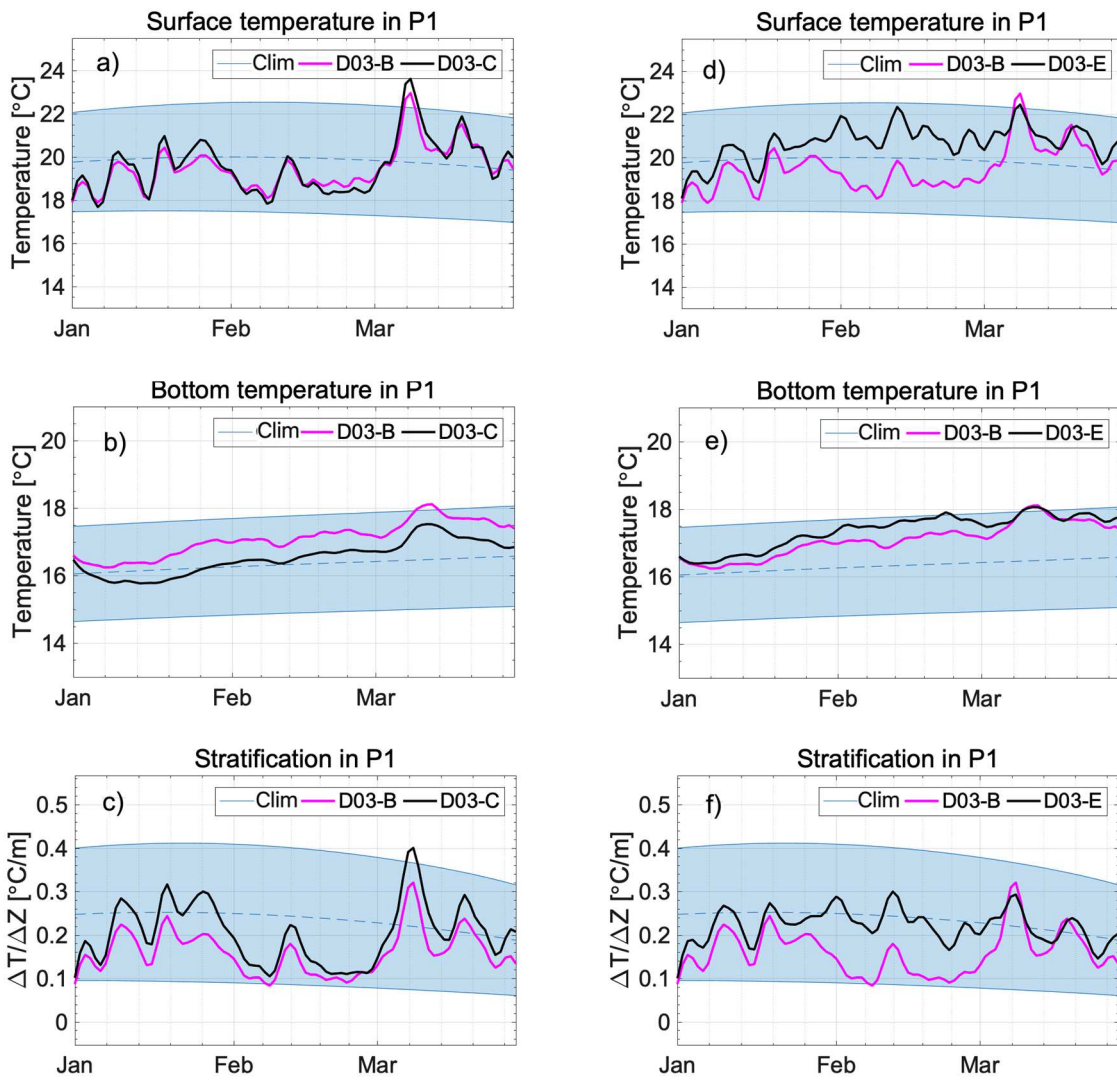 Surface temperature in P1
a)
Clim D03-B D03-C
Temperature [°C]
24
22
20
18
16
14
Jan Feb Mar
Surface temperature in P1
d)
Clim D03-B D03-E
Temperature [°C]
24
22
20
18
16
14
Jan Feb Mar
Bottom temperature in P1
b)
Clim D03-B D03-C
Temperature [°C]
20
18
16
14
Jan Feb Mar
Bottom temperature in P1
e)
Clim D03-B D03-E
Temperature [°C]
20
18
16
14
Jan Feb Mar
Stratification in P1
c)
Clim D03-B D03-C
ΔT/ΔZ [°C/m]
0.5
0.4
0.3
0.2
0.1
0
Jan Feb Mar
Stratification in P1
f)
Clim D03-B D03-E
ΔT/ΔZ [°C/m]
0.5
0.4
0.3
0.2
0.1
0
Jan Feb Mar